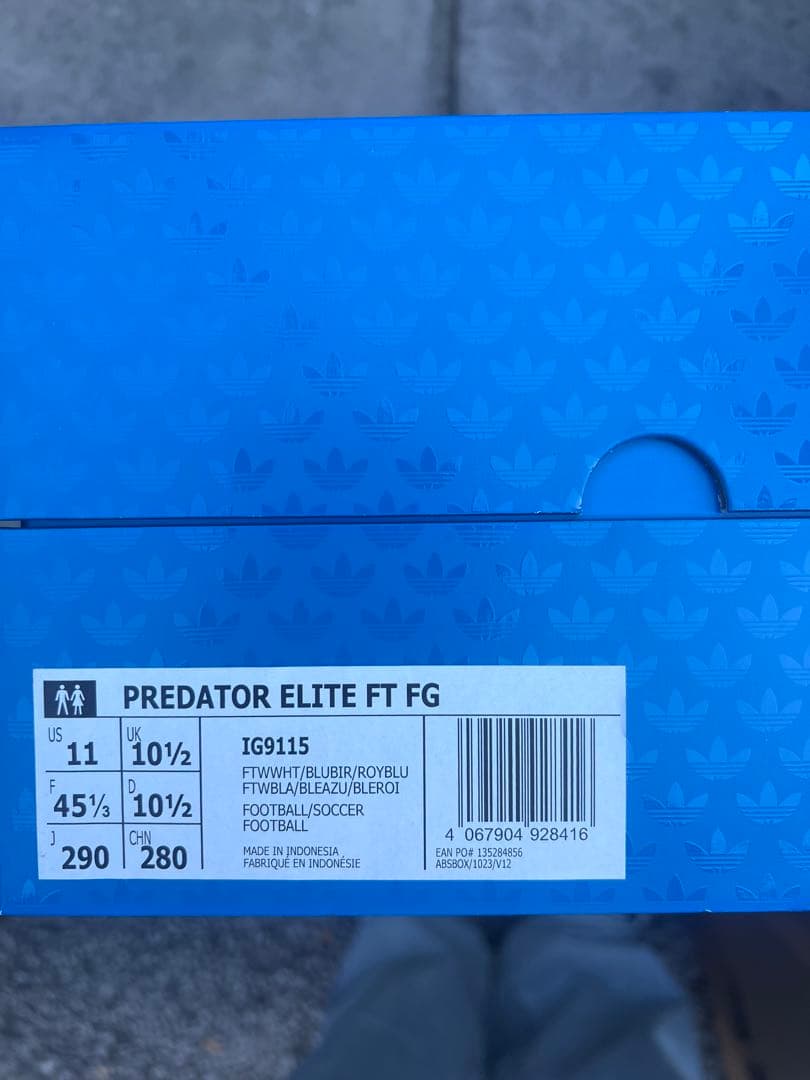 PREDATOR ELITE FT FG
US 11
UK 10½
F 45⅓
D 10½
J 290
CHN 280
IG9115
FTWWHT/BLUBIR/ROYBLU
FTWBLA/BLEAZU/BLEROI
FOOTBALL/SOCCER
FOOTBALL
MADE IN INDONESIA
FABRIQUÉ EN INDONÉSIE
4 067904 928416
EAN PO# 135284856
ABSBOX/1023/V12